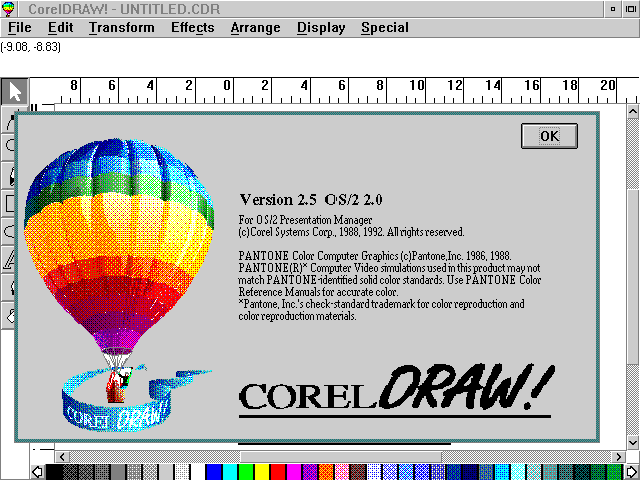 CorelDRAW! - UNTITLED.CDR
File Edit Transform Effects Arrange Display Special
(-9.08, -8.83)
8 6 4 2 0 2 4 6 8 10 12 14 16 18 20
OK
Version 2.5 OS/2 2.0
For OS/2 Presentation Manager
(c)Corel Systems Corp., 1988, 1992. All rights reserved.
PANTONE Color Computer Graphics (c)Pantone,Inc. 1986, 1988.
PANTONE(R)* Computer Video simulations used in this product may not
match PANTONE-identified solid color standards. Use PANTONE Color
Reference Manuals for accurate color.
*Pantone, Inc.'s check-standard trademark for color reproduction and
color reproduction materials.
COREL DRAW!
COREL DRAW!